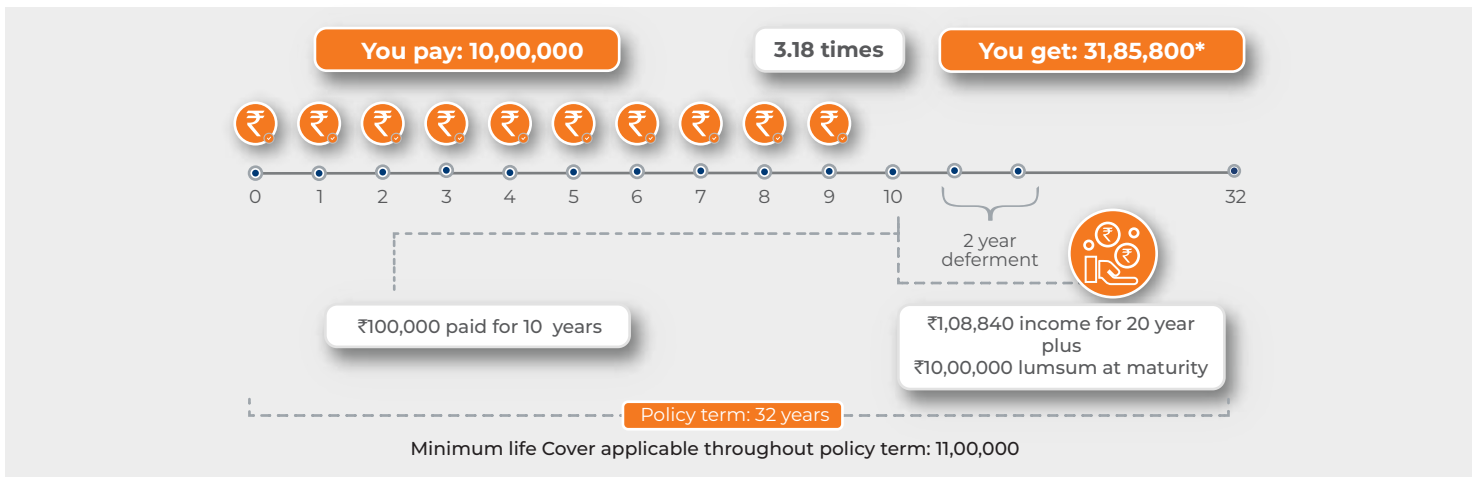 You pay: 10,00,000
3.18 times
You get: 31,85,800*
₹ ₹ ₹ ₹ ₹ ₹ ₹ ₹ ₹ ₹
0 1 2 3 4 5 6 7 8 9 10 32
2 year
deferment
₹ ₹
₹100,000 paid for 10 years
₹1,08,840 income for 20 year
plus
₹10,00,000 lumsum at maturity
Policy term: 32 years
Minimum life Cover applicable throughout policy term: 11,00,000